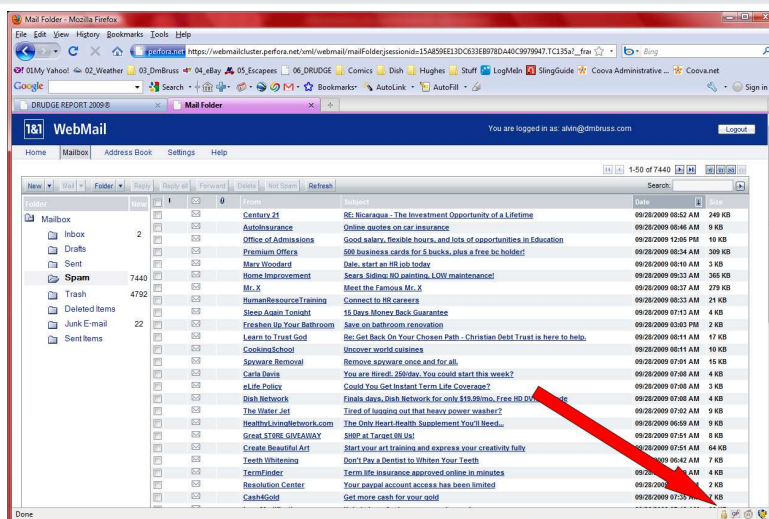 Mail Folder - Mozilla Firefox
File Edit View History Bookmarks Tools Help
perfora.net https://webmailcluster.perfora.net/xml/webmail/mailFolder;jsessionid=15A859EE13DC633EB978DA40C9979947.TC135a?__frar Bing
01My Yahoo! 02_Weather 03_DmBruss 04_eBay 05_Escapees 06_DRUDGE Comics Dish Hughes Stuff LogMeIn SlingGuide Coova Administrative ... Coova.net
Google Search Bookmarks AutoLink AutoFill Sign in
DRUDGE REPORT 2009® Mail Folder
1&1 WebMail You are logged in as: alvin@dmbruss.com Logout
Home Mailbox Address Book Settings Help
1-50 of 7440
New Mail Folder Reply Reply all Forward Delete Not Spam Refresh Search:
Folder New ! From Subject Date Size
Mailbox
Inbox 2
Drafts
Sent
Spam 7440
Trash 4792
Deleted Items
Junk E-mail 22
Sent Items
Century 21 RE: Nicaragua - The Investment Opportunity of a Lifetime 09/28/2009 08:52 AM 249 KB
AutoInsurance Online quotes on car insurance 09/28/2009 08:46 AM 9 KB
Office of Admissions Good salary, flexible hours, and lots of opportunities in Education 09/28/2009 12:05 PM 10 KB
Premium Offers 500 business cards for 5 bucks, plus a free bc holder! 09/28/2009 08:34 AM 309 KB
Mary Woodard Dale, start an HR job today 09/28/2009 08:10 AM 3 KB
Home Improvement Sears Siding: NO painting, LOW maintenance! 09/28/2009 09:33 AM 365 KB
Mr. X Meet the Famous Mr. X 09/28/2009 08:37 AM 279 KB
HumanResourceTraining Connect to HR careers 09/28/2009 08:33 AM 21 KB
Sleep Again Tonight 15 Days Money Back Guarantee 09/28/2009 07:13 AM 4 KB
Freshen Up Your Bathroom Save on bathroom renovation 09/28/2009 03:03 PM 2 KB
Learn to Trust God Re: Get Back On Your Chosen Path - Christian Debt Trust is here to help. 09/28/2009 08:11 AM 17 KB
CookingSchool Uncover world cuisines 09/28/2009 08:11 AM 10 KB
Spyware Removal Remove spyware once and for all. 09/28/2009 07:01 AM 15 KB
Carla Davis You are Hired!. 250/day. You could start this week? 09/28/2009 07:08 AM 4 KB
eLife Policy Could You Get Instant Term Life Coverage? 09/28/2009 07:08 AM 3 KB
Dish Network Finals days, Dish Network for only $19.99/mo, Free HD 09/28/2009 07:08 AM 4 KB
The Water Jet Tired of lugging out that heavy power washer? 09/28/2009 07:02 AM 9 KB
HealthyLivingNetwork.com The Only Heart-Health Supplement You'll Need... 09/28/2009 06:59 AM 9 KB
Great ST0RE GIVEAWAY SH0P at Target 0N Us! 09/28/2009 07:51 AM 8 KB
Create Beautiful Art Start your art training and express your creativity fully 09/28/2009 07:51 AM 64 KB
Teeth Whitening Don't Pay a Dentist to Whiten Your Teeth 09/28/2009 06:42 AM 7 KB
TermFinder Term life insurance approved online in minutes AM 4 KB
Resolution Center Your paypal account access has been limited AM 2 KB
Cash4Gold Get more cash for your gold 09/28/2009 07:35 7 KB
Done